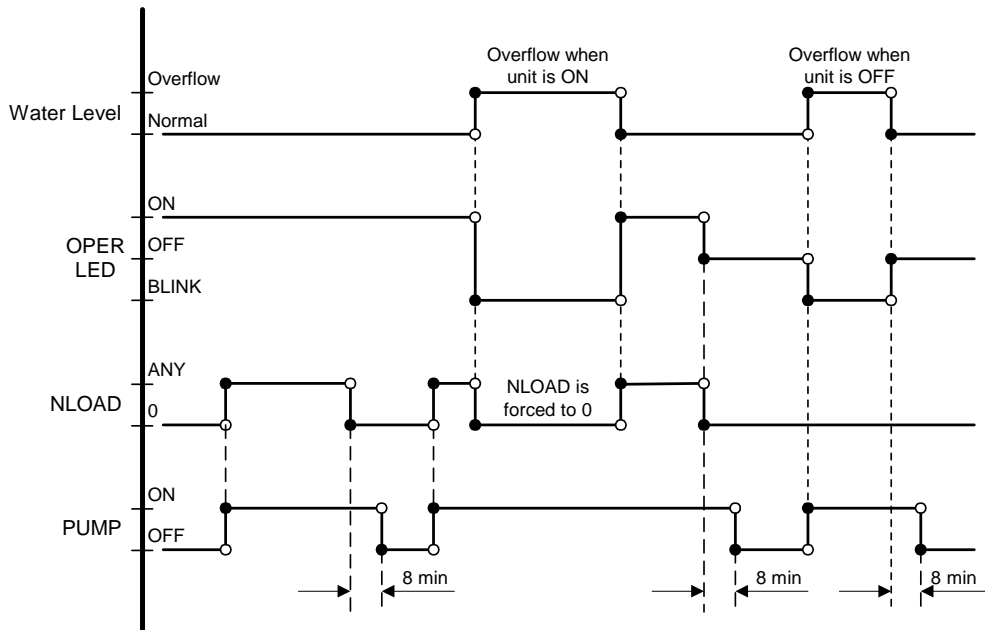 Overflow when
unit is ON
Overflow when
unit is OFF
Water Level
Overflow
Normal
OPER
LED
ON
OFF
BLINK
NLOAD
ANY
0
NLOAD is
forced to 0
PUMP
ON
OFF
8 min
8 min
8 min